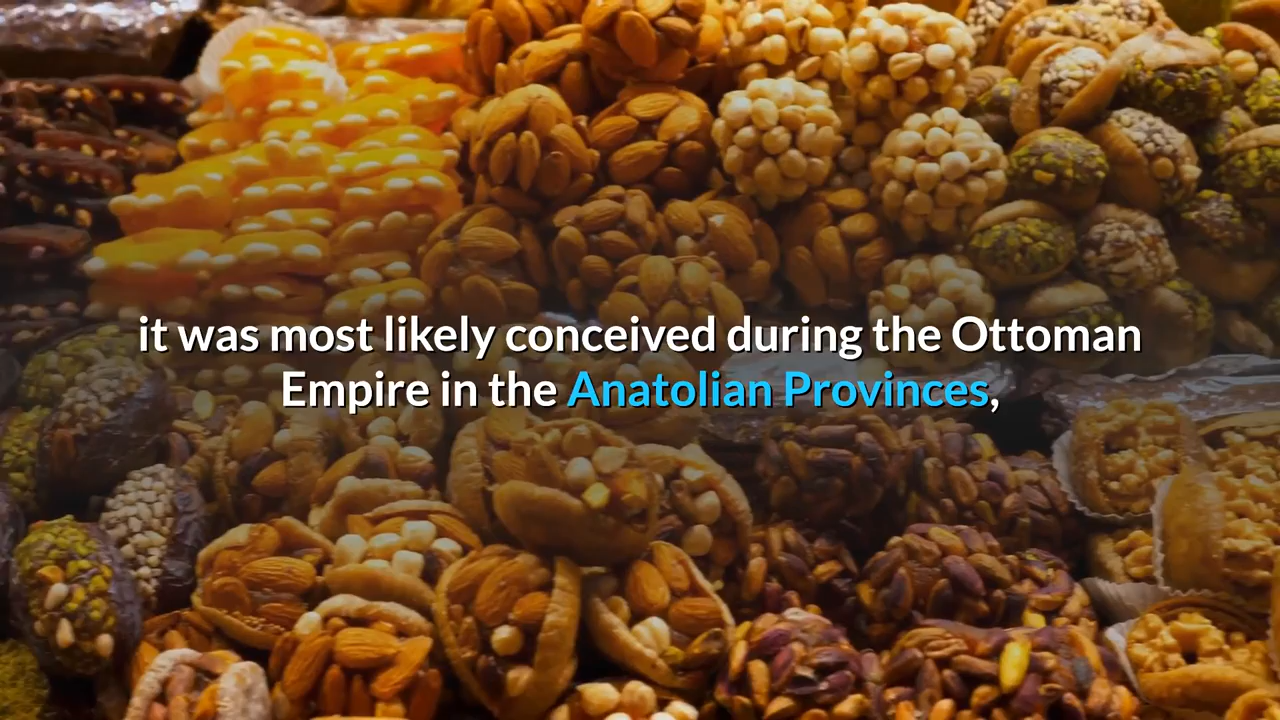 it was most likely conceived during the Ottoman
Empire in the Anatolian Provinces,